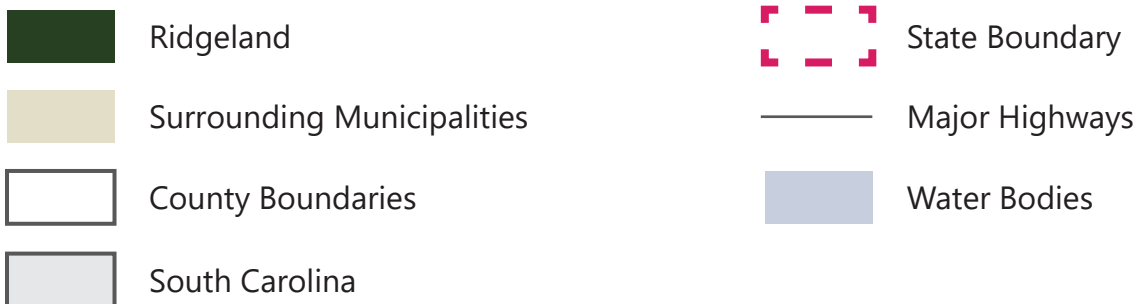 Ridgeland
Surrounding Municipalities
County Boundaries
South Carolina
State Boundary
Major Highways
Water Bodies